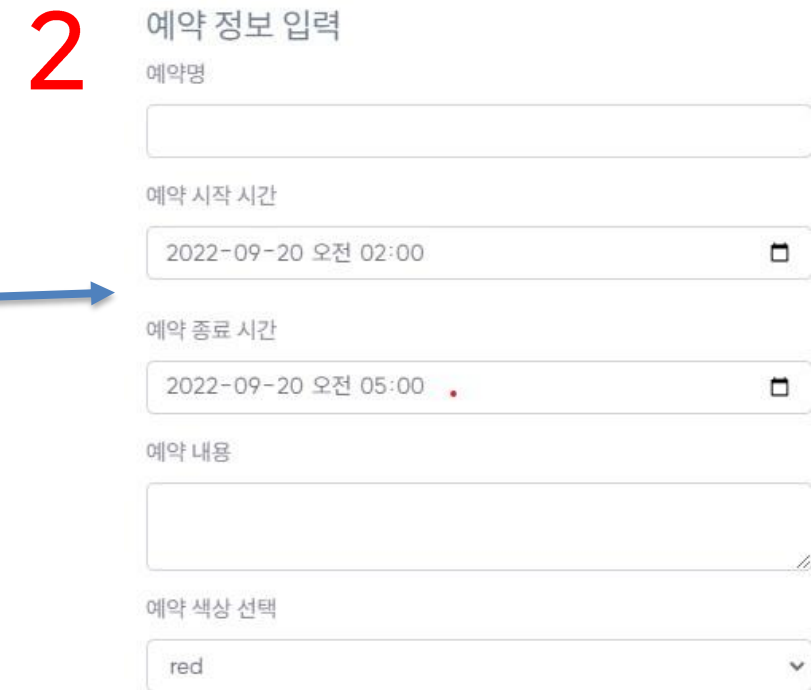 2
예약 정보 입력
예약명
예약 시작 시간
2022-09-20 오전 02:00
예약 종료 시간
2022-09-20 오전 05:00
예약 내용
예약 색상 선택
red